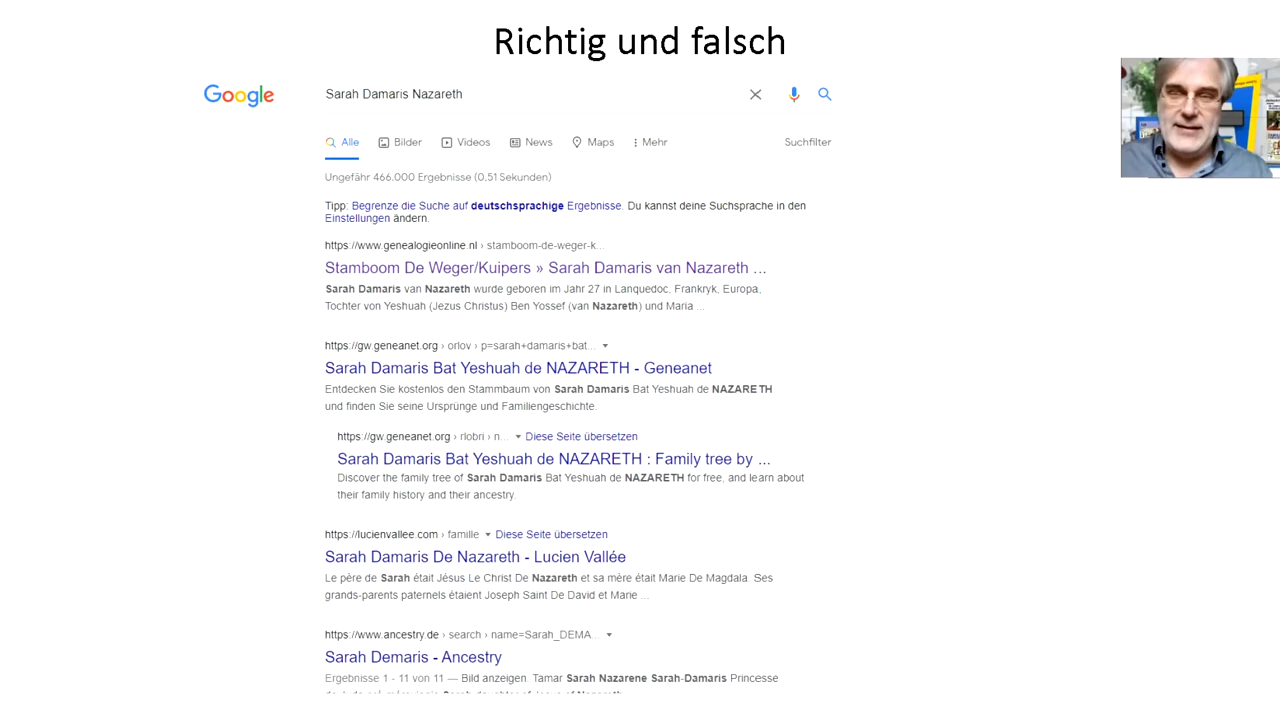 Richtig und falsch
Google
Sarah Damaris Nazareth
Alle Bilder Videos News Maps Mehr Suchfilter
Ungefähr 466.000 Ergebnisse (0.51 Sekunden)
Tipp: Begrenze die Suche auf deutschsprachige Ergebnisse. Du kannst deine Suchsprache in den
Einstellungen ändern.
https://www.genealogieonline.nl › stamboom-de-weger-k...
Stamboom De Weger/Kuipers » Sarah Damaris van Nazareth ...
Sarah Damaris van Nazareth wurde geboren im Jahr 27 in Lanquedoc, Frankryk, Europa,
Tochter von Yeshuah (Jezus Christus) Ben Yossef (van Nazareth) und Maria ...
https://gw.geneanet.org › orlov › p=sarah+damaris+bat...
Sarah Damaris Bat Yeshuah de NAZARETH - Geneanet
Entdecken Sie kostenlos den Stammbaum von Sarah Damaris Bat Yeshuah de NAZARETH
und finden Sie seine Ursprünge und Familiengeschichte.
https://gw.geneanet.org › rlobri › n... Diese Seite übersetzen
Sarah Damaris Bat Yeshuah de NAZARETH : Family tree by ...
Discover the family tree of Sarah Damaris Bat Yeshuah de NAZARETH for free, and learn about
their family history and their ancestry.
https://lucienvallee.com › famille Diese Seite übersetzen
Sarah Damaris De Nazareth - Lucien Vallée
Le père de Sarah était Jésus Le Christ De Nazareth et sa mère était Marie De Magdala. Ses
grands-parents paternels étaient Joseph Saint De David et Marie ...
https://www.ancestry.de › search › name=Sarah_DEMA...
Sarah Demaris - Ancestry
Ergebnisse 1 - 11 von 11 — Bild anzeigen. Tamar Sarah Nazarene Sarah-Damaris Princesse